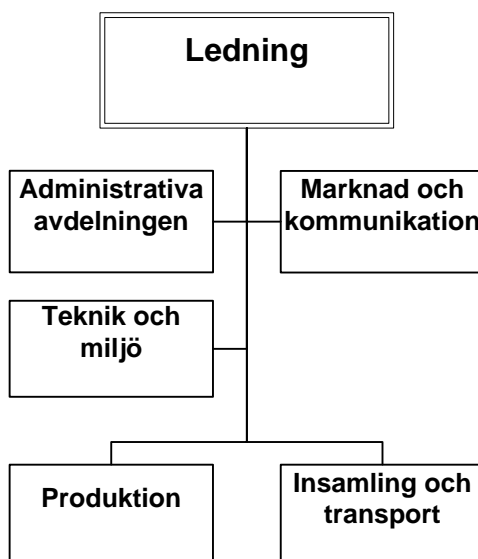 Ledning
Administrativa
avdelningen
Marknad och
kommunikation
Teknik och
miljö
Produktion
Insamling och
transport